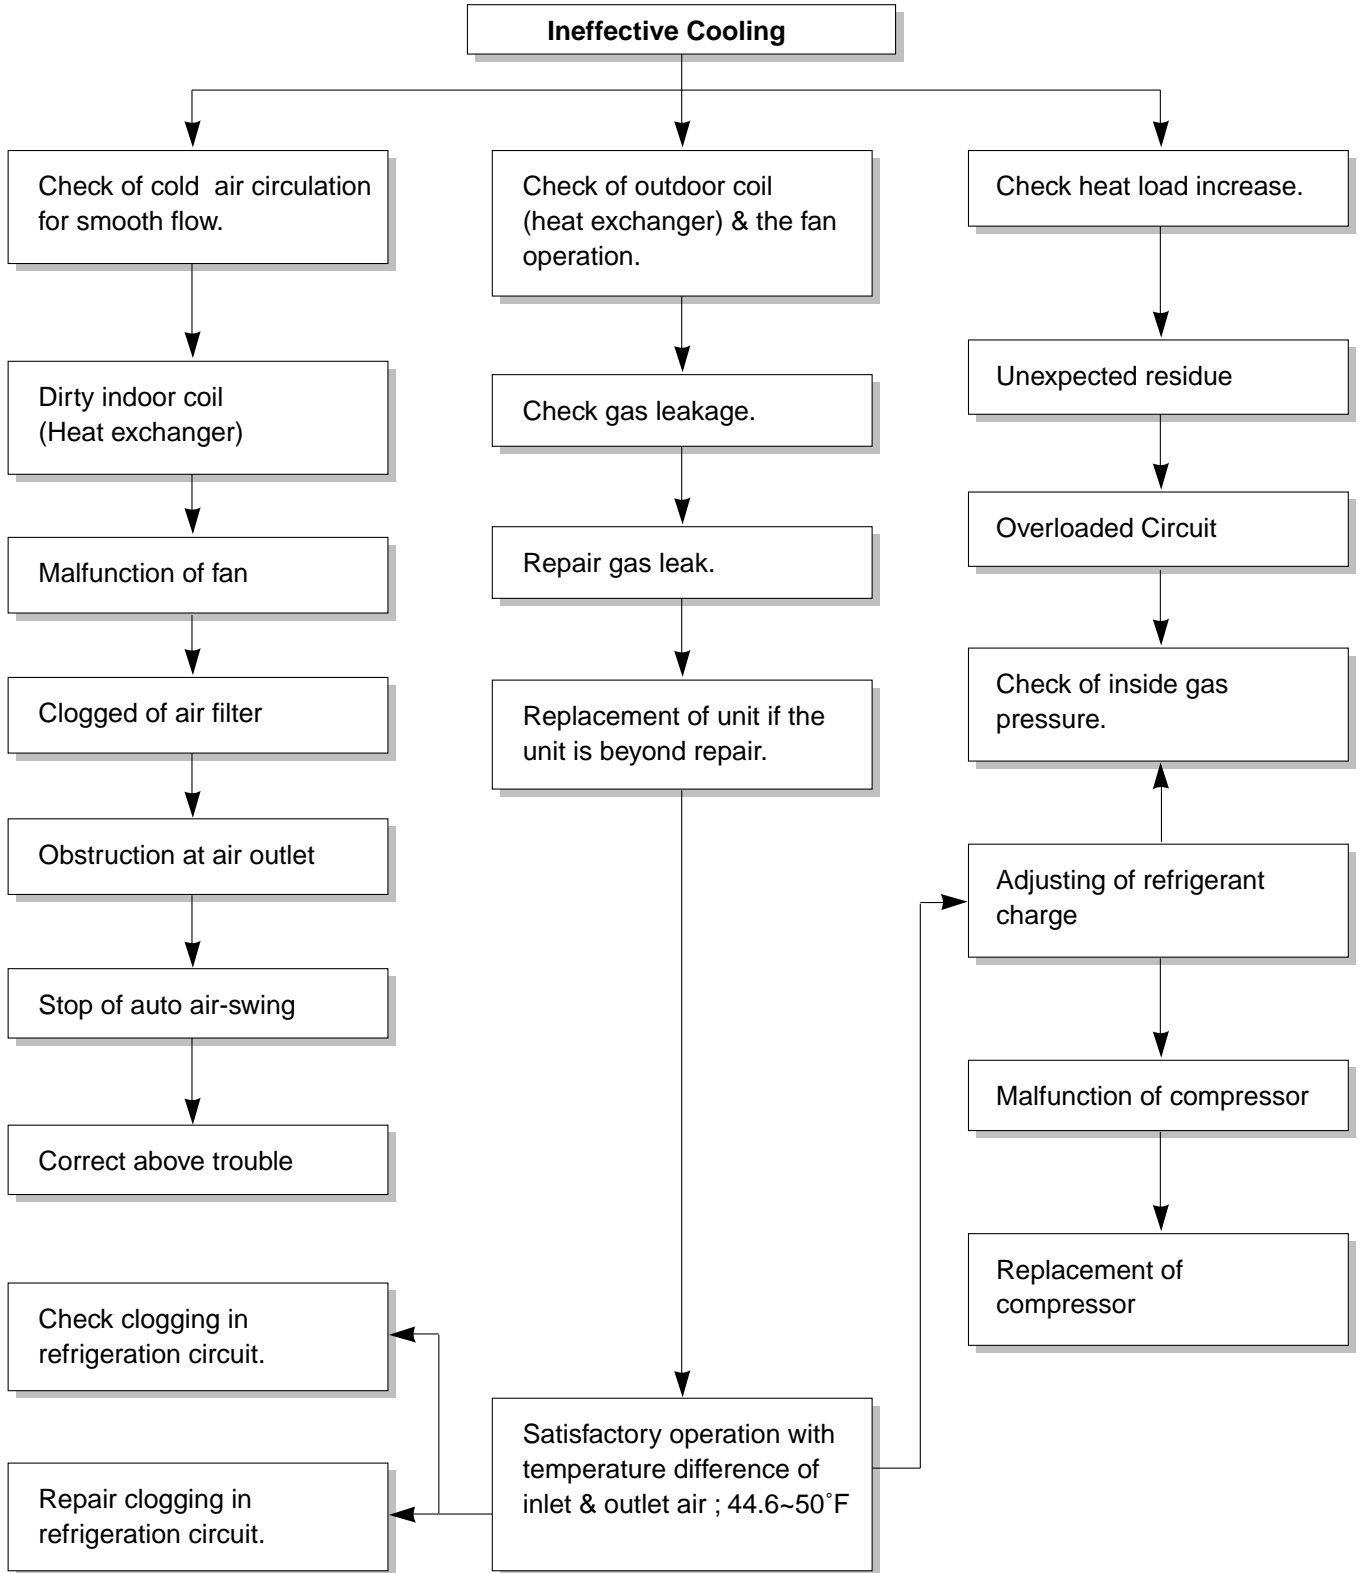 Ineffective Cooling
Check of cold air circulation
for smooth flow.
Dirty indoor coil
(Heat exchanger)
Malfunction of fan
Clogged of air filter
Obstruction at air outlet
Stop of auto air-swing
Correct above trouble
Check clogging in
refrigeration circuit.
Repair clogging in
refrigeration circuit.
Check of outdoor coil
(heat exchanger) & the fan
operation.
Check gas leakage.
Repair gas leak.
Replacement of unit if the
unit is beyond repair.
Satisfactory operation with
temperature difference of
inlet & outlet air ; 44.6~50˚F
Check heat load increase.
Unexpected residue
Overloaded Circuit
Check of inside gas
pressure.
Adjusting of refrigerant
charge
Malfunction of compressor
Replacement of
compressor